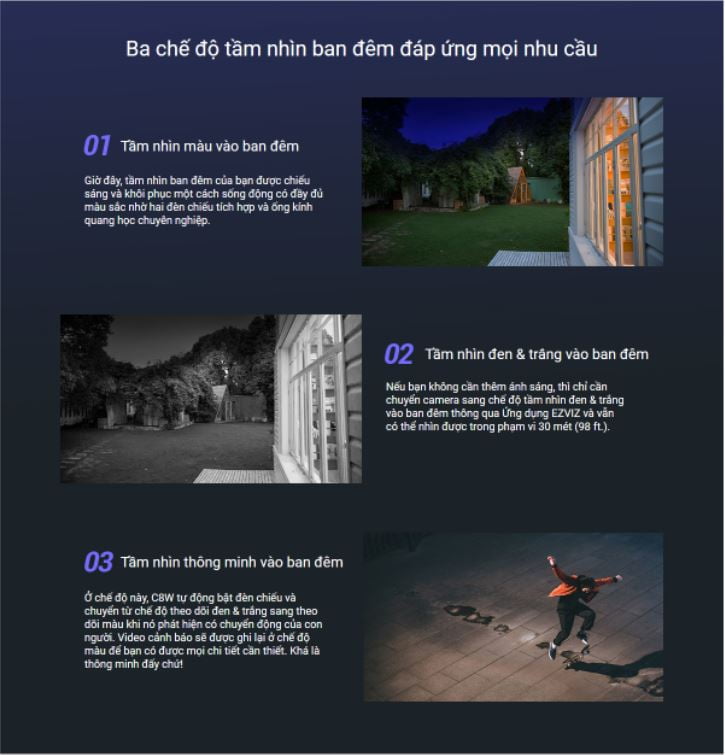 Ba chế độ tầm nhìn ban đêm đáp ứng mọi nhu cầu
01 Tầm nhìn màu vào ban đêm
Giờ đây, tầm nhìn ban đêm của bạn được chiếu
sáng và khôi phục một cách sống động có đầy đủ
màu sắc nhờ hai đèn chiếu tích hợp và ống kính
quang học chuyên nghiệp.
02 Tầm nhìn đen & trắng vào ban đêm
Nếu bạn không cần thêm ánh sáng, thì chỉ cần
chuyển camera sang chế độ tầm nhìn đen & trắng
vào ban đêm thông qua Ứng dụng EZVIZ và vẫn
có thể nhìn được trong phạm vi 30 mét (98 ft.).
03 Tầm nhìn thông minh vào ban đêm
Ở chế độ này, C8W tự động bật đèn chiếu và
chuyển từ chế độ theo dõi đen & trắng sang theo
dõi màu khi nó phát hiện có chuyển động của con
người. Video cảnh báo sẽ được ghi lại ở chế độ
màu để bạn có được mọi chi tiết cần thiết. Khá là
thông minh đấy chứ!